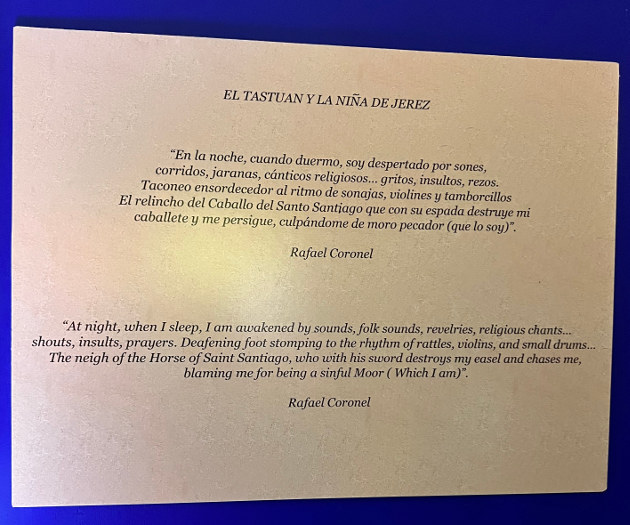 EL TASTUAN Y LA NIÑA DE JEREZ
“En la noche, cuando duermo, soy despertado por sones,
corridos, jaranas, cánticos religiosos... gritos, insultos, rezos.
Taconeo ensordecedor al ritmo de sonajas, violines y tamborcillos
El relincho del Caballo del Santo Santiago que con su espada destruye mi
caballete y me persigue, culpándome de moro pecador (que lo soy)”.
Rafael Coronel
“At night, when I sleep, I am awakened by sounds, folk sounds, revelries, religious chants...
shouts, insults, prayers. Deafening foot stomping to the rhythm of rattles, violins, and small drums...
The neigh of the Horse of Saint Santiago, who with his sword destroys my easel and chases me,
blaming me for being a sinful Moor ( Which I am)”.
Rafael Coronel